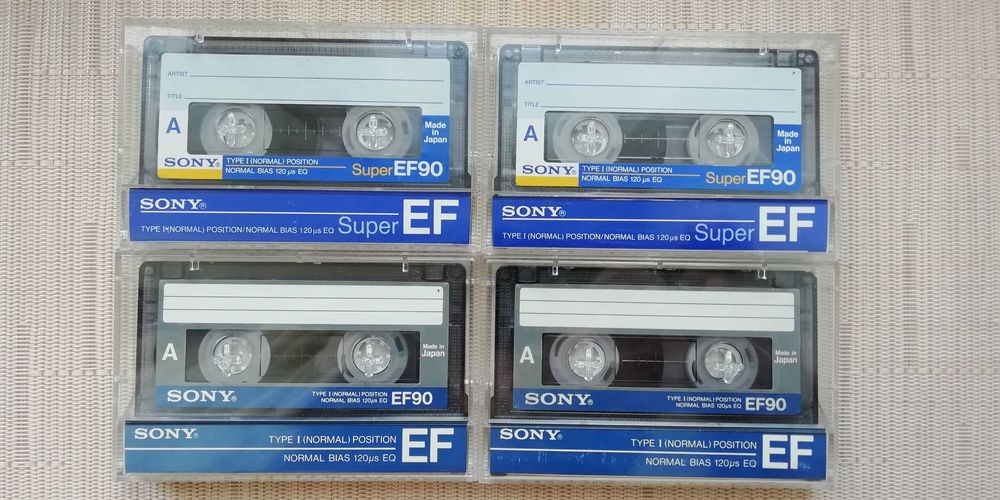 ARTIST
TITLE
A
Made
in
Japan
SONY®
TYPE I (NORMAL) POSITION
NORMAL BIAS 120 μs EQ
Super EF90
SONY®
TYPE I (NORMAL) POSITION/NORMAL BIAS 120 μs EQ
Super EF
ARTIST
TITLE
A
Made
in
Japan
SONY®
TYPE I (NORMAL) POSITION
NORMAL BIAS 120 μs EQ
Super EF90
SONY®
TYPE I (NORMAL) POSITION/NORMAL BIAS 120 μs EQ
Super EF
A
Made in
Japan
SONY®
TYPE I (NORMAL) POSITION
NORMAL BIAS 120μs EQ
EF90
SONY®
TYPE I (NORMAL) POSITION
NORMAL BIAS 120μs EQ
EF
A
Made in
Japan
SONY®
TYPE I (NORMAL) POSITION
NORMAL BIAS 120μs EQ
EF90
SONY®
TYPE I (NORMAL) POSITION
NORMAL BIAS 120μs EQ
EF